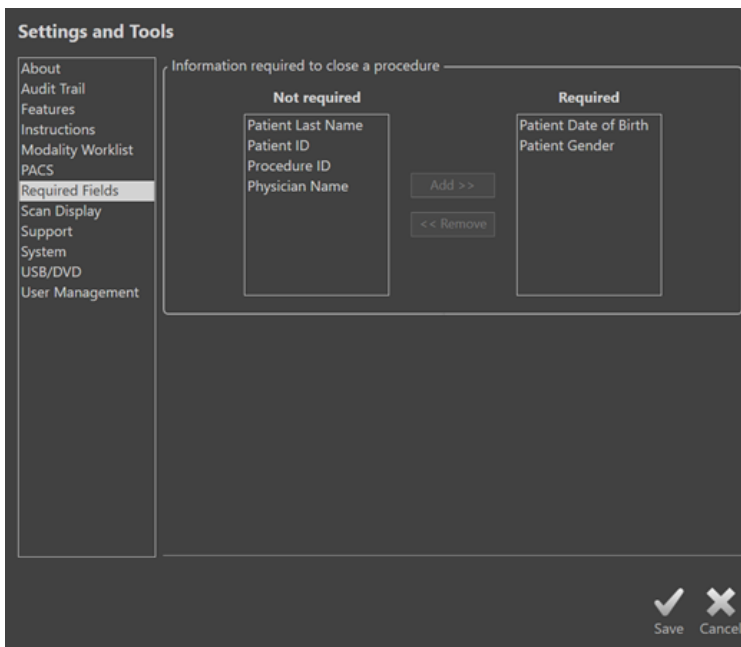 Settings and Tools
About
Audit Trail
Features
Instructions
Modality Worklist
PACS
Required Fields
Scan Display
Support
System
USB/DVD
User Management
Information required to close a procedure
Not required
Patient Last Name
Patient ID
Procedure ID
Physician Name
Add >>
<< Remove
Required
Patient Date of Birth
Patient Gender
Save
Cancel